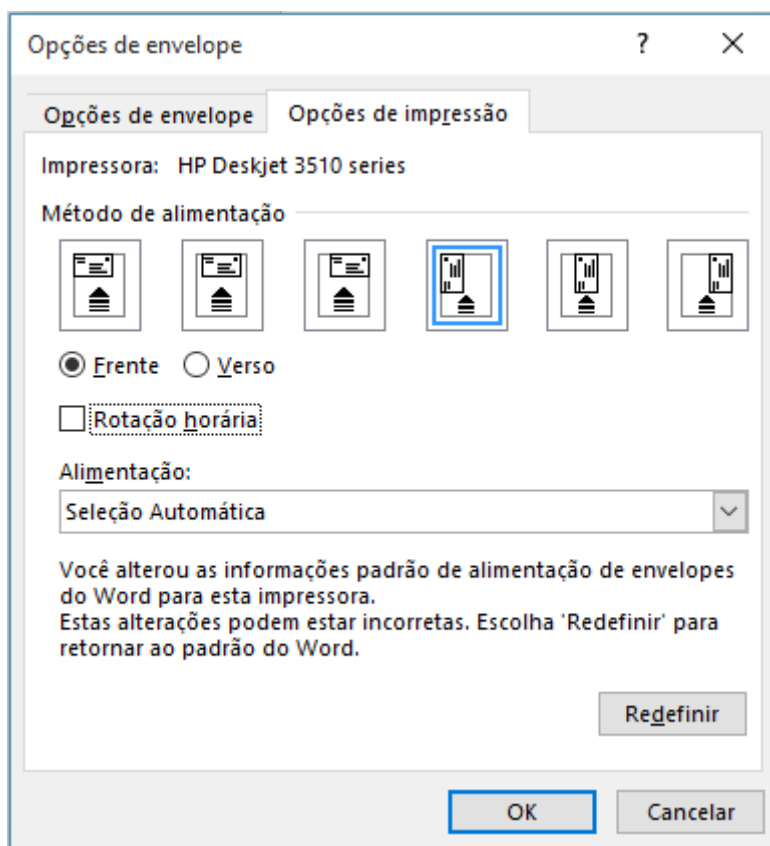 Opções de envelope
?
Opções de envelope Opções de impressão
Impressora: HP Deskjet 3510 series
Método de alimentação
Frente Verso
Rotação horária
Alimentação:
Seleção Automática
Você alterou as informações padrão de alimentação de envelopes
do Word para esta impressora.
Estas alterações podem estar incorretas. Escolha 'Redefinir' para
retornar ao padrão do Word.
Redefinir
OK Cancelar